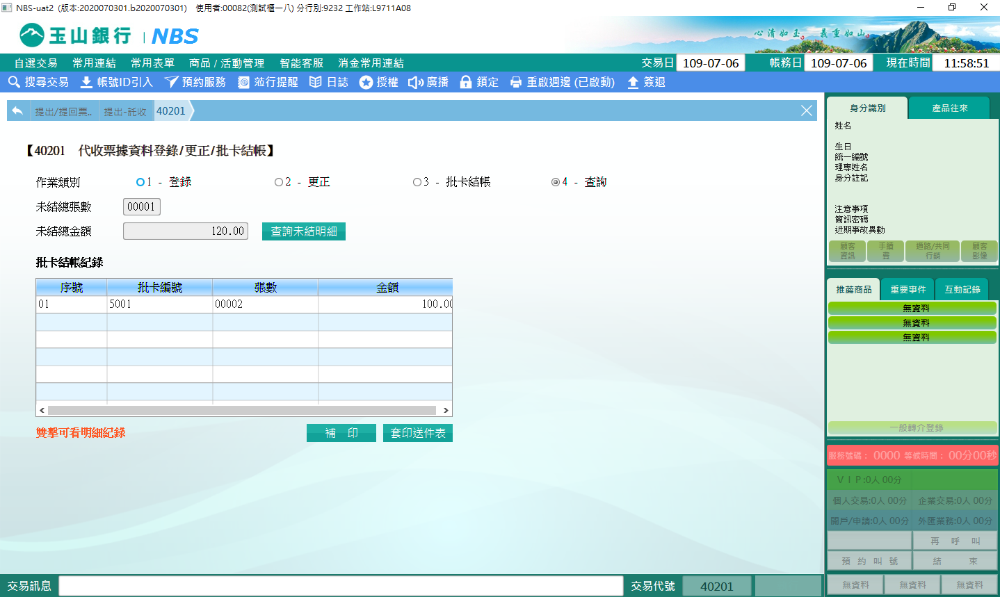 NBS-uat2 (版本:2020070301.b2020070301) 使用者:00082(測試櫃一八) 分行別:9232 工作站:L9711A08
玉山銀行 | NBS
心清如玉。義重如山。
自選交易 常用連結 常用表單 商品 / 活動管理 智能客服 消金常用連結 交易日 109-07-06 帳務日 109-07-06 現在時間 11:58:51
搜尋交易 帳號ID引入 預約服務 蒞行提醒 日誌 授權 廣播 鎖定 重啟週邊 (已啟動) 簽退
提出/提回票.. 提出-託收 40201
【40201 代收票據資料登錄/更正/批卡結帳】
作業類別 1 - 登錄 2 - 更正 3 - 批卡結帳 4 - 查詢
未結總張數 00001
未結總金額 120.00 查詢未結明細
批卡結帳紀錄
序號 批卡編號 張數 金額
01 5001 00002 100.00
雙擊可看明細紀錄 補 印 套印送件表
身分識別 產品往來
姓名
生日
統一編號
理專姓名
身分註記
注意事項
簡訊密碼
近期事故異動
顧客資訊 手續費 通路/共同行銷 顧客影像
推薦商品 重要事件 互動記錄
無資料
無資料
無資料
一般轉介登錄
服務號碼: 0000 等候時間: 00分00秒
VIP:0人 00分
個人交易:0人 00分 企業交易:0人 00分
開戶/申請:0人 00分 外匯業務:0人 00分
再 呼 叫
預 約 叫 號 結 束
無資料 無資料 無資料
交易訊息 交易代號 40201